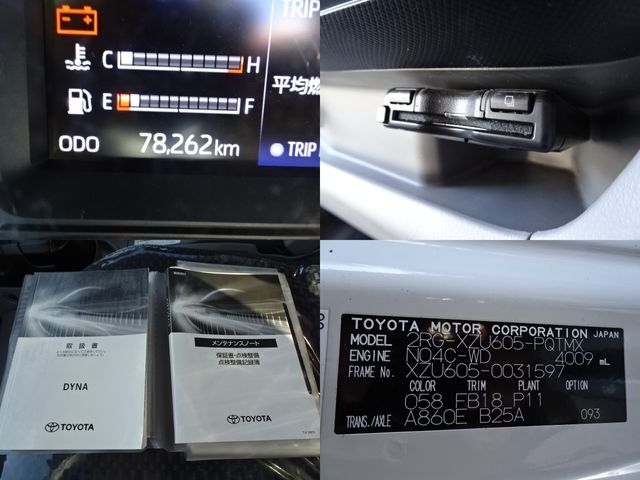 TRIP
C H
平均燃
E F
ODO 78,262km
TRIP
取扱書
DYNA
TOYOTA
メンテナンスノート
保証書・点検整備
点検整備記録簿
TOYOTA
TOYOTA MOTOR CORPORATION JAPAN
MODEL 2RG-XZU605-PQTMX
ENGINE N04C-WD 4009 mL
FRAME No. XZU605-0031597
COLOR TRIM PLANT OPTION
058 FB18 P11
TRANS./AXLE A860E B25A 093